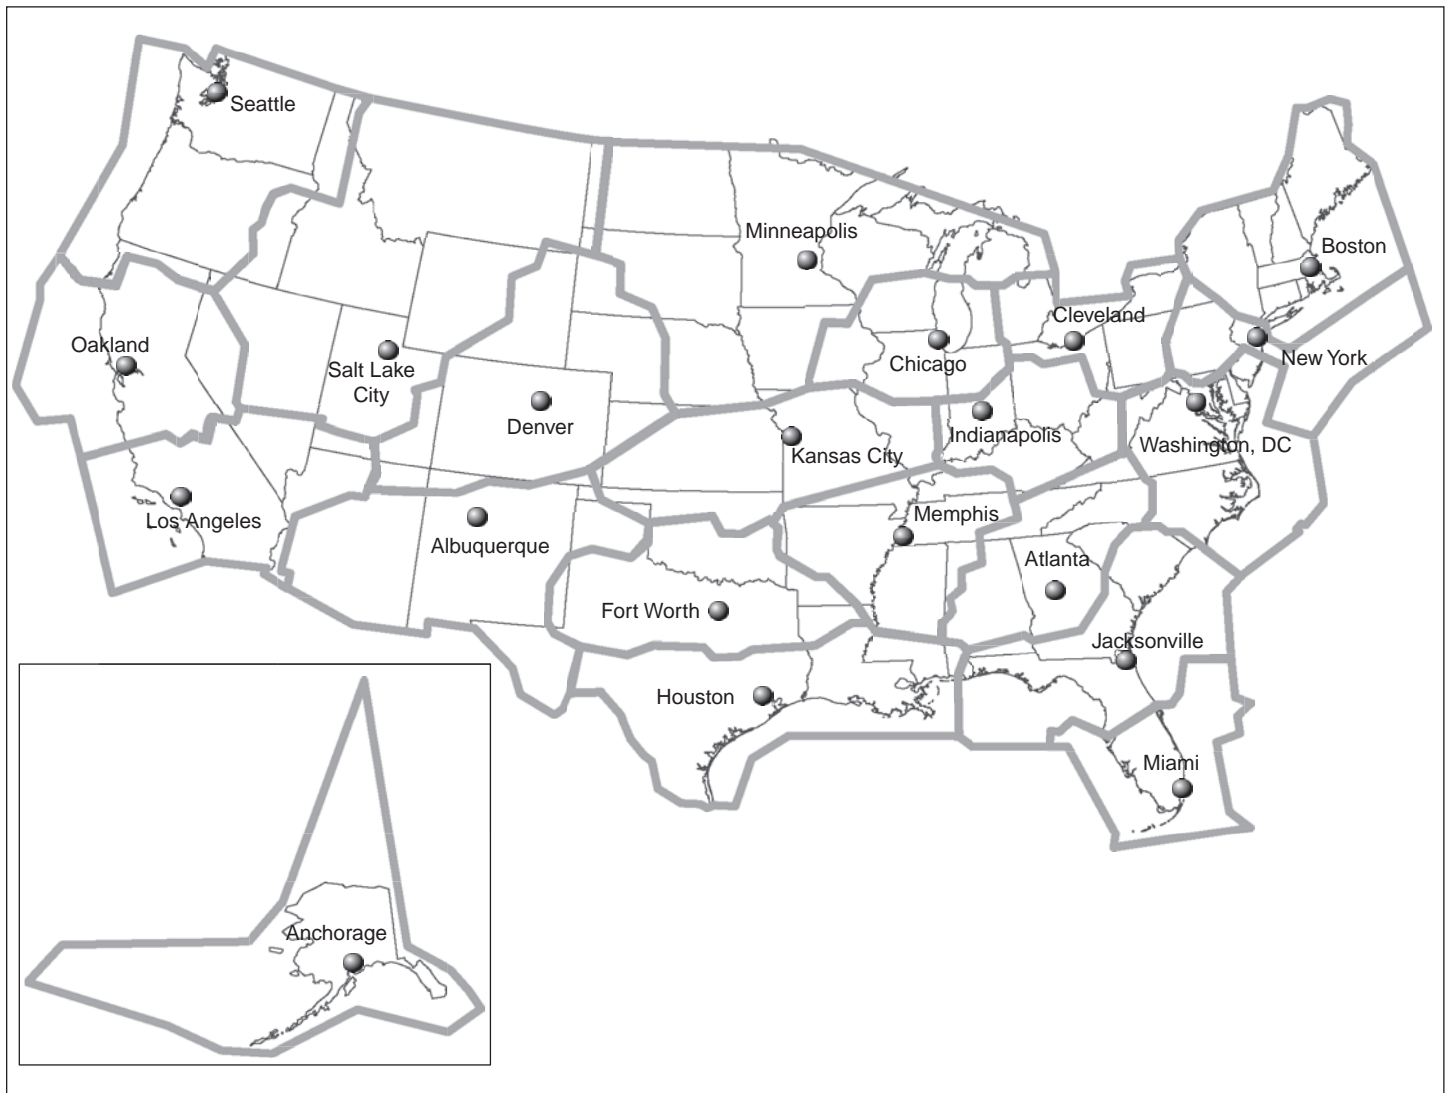 Seattle
Minneapolis
Boston
Cleveland
Oakland
New York
Chicago
Salt Lake
City
Denver
Indianapolis
Washington, DC
Kansas City
Memphis
Los Angeles
Albuquerque
Atlanta
Fort Worth
Jacksonville
Houston
Miami
Anchorage